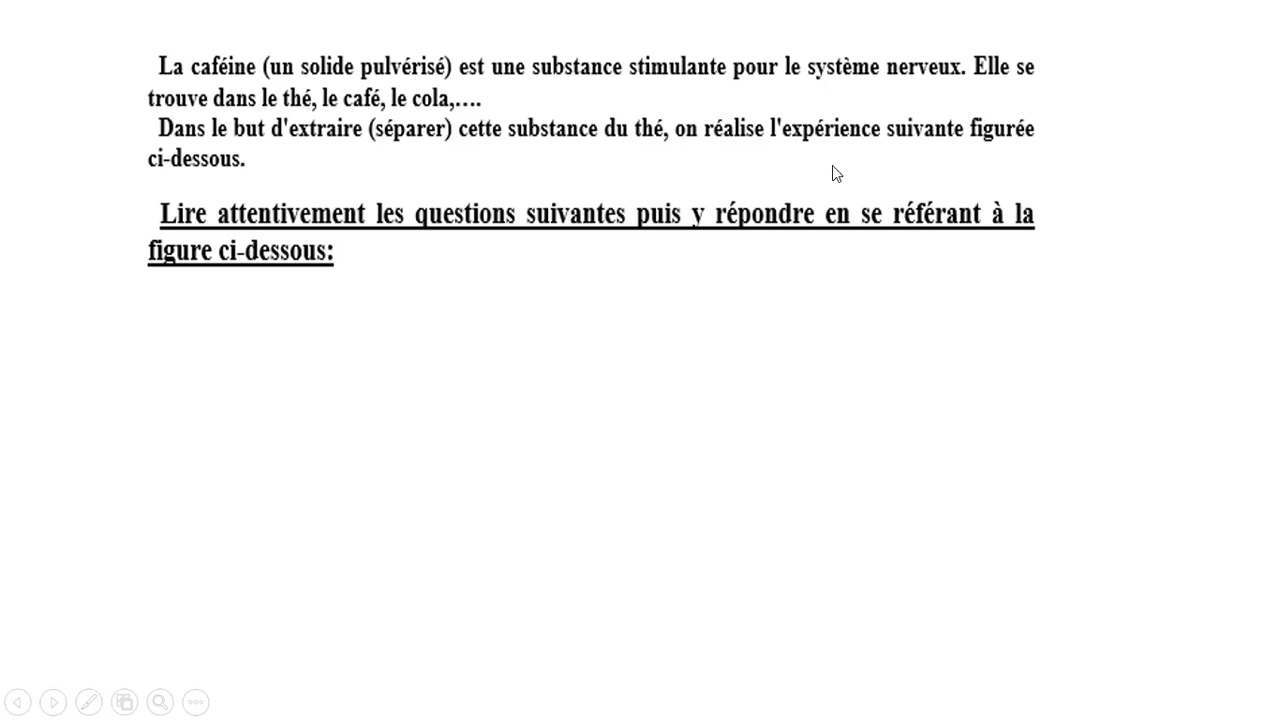 La caféine (un solide pulvérisé) est une substance stimulante pour le système nerveux. Elle se
trouve dans le thé, le café, le cola,….
Dans le but d'extraire (séparer) cette substance du thé, on réalise l'expérience suivante figurée
ci-dessous.
Lire attentivement les questions suivantes puis y répondre en se référant à la
figure ci-dessous: